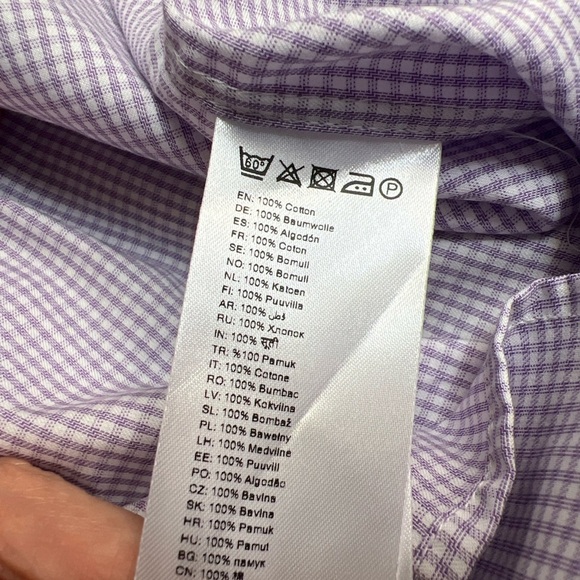 60°
P
EN: 100% Cotton
DE: 100% Baumwolle
ES: 100% Algodón
FR: 100% Coton
SE: 100% Bomull
NO: 100% Bomull
NL: 100% Katoen
FI: 100% Puuvilla
AR: 100% قطن
RU: 100% Хлопок
IN: 100% सूती
TR: %100 Pamuk
IT: 100% Cotone
RO: 100% Bumbac
LV: 100% Kokvilna
SL: 100% Bombaž
PL: 100% Bawełny
LH: 100% Medvilnė
EE: 100% Puuvill
PO: 100% Algodão
CZ: 100% Bavlna
SK: 100% Bavlna
HR: 100% Pamuk
HU: 100% Pamut
BG: 100% памук
CN: 100% 棉